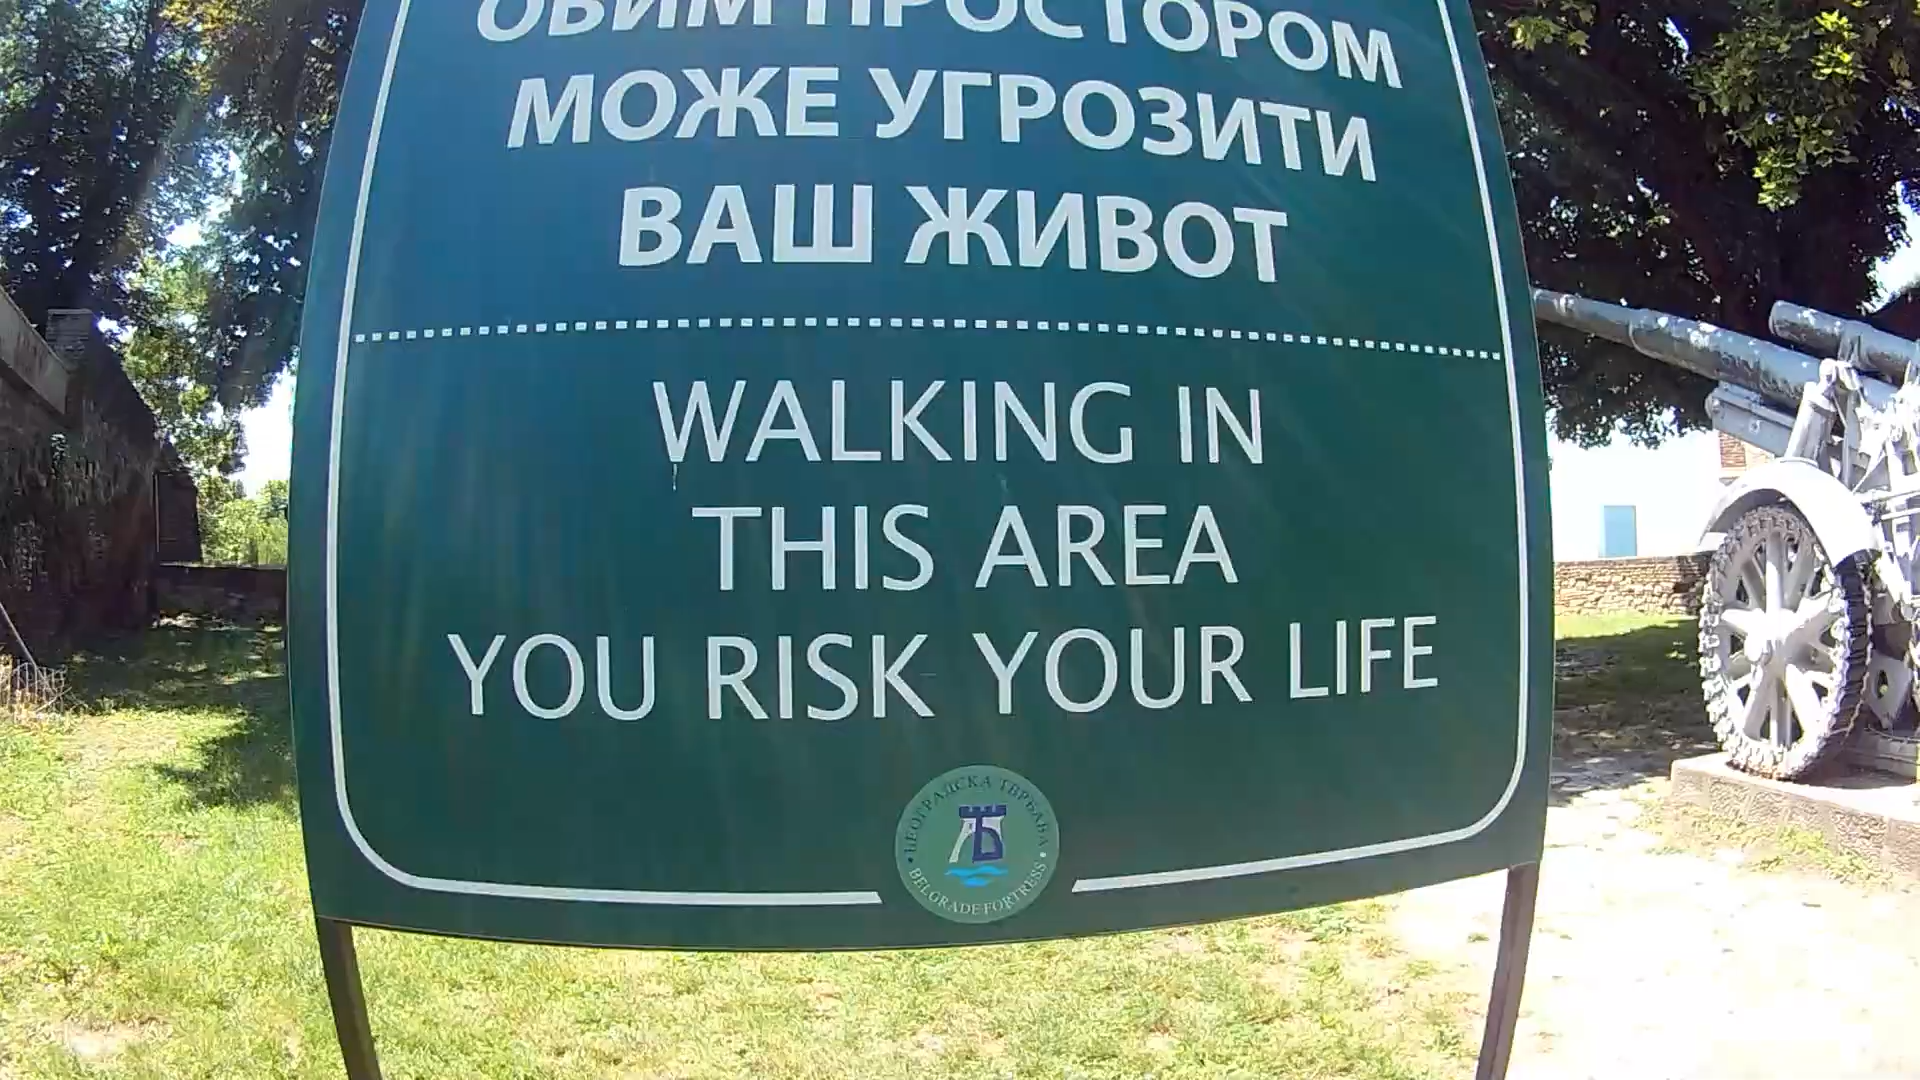 ОВИМ ПРОСТОРОМ
МОЖЕ УГРОЗИТИ
ВАШ ЖИВОТ
WALKING IN
THIS AREA
YOU RISK YOUR LIFE
БЕОГРАДСКА ТВРЂАВА
BELGRADE FORTRESS